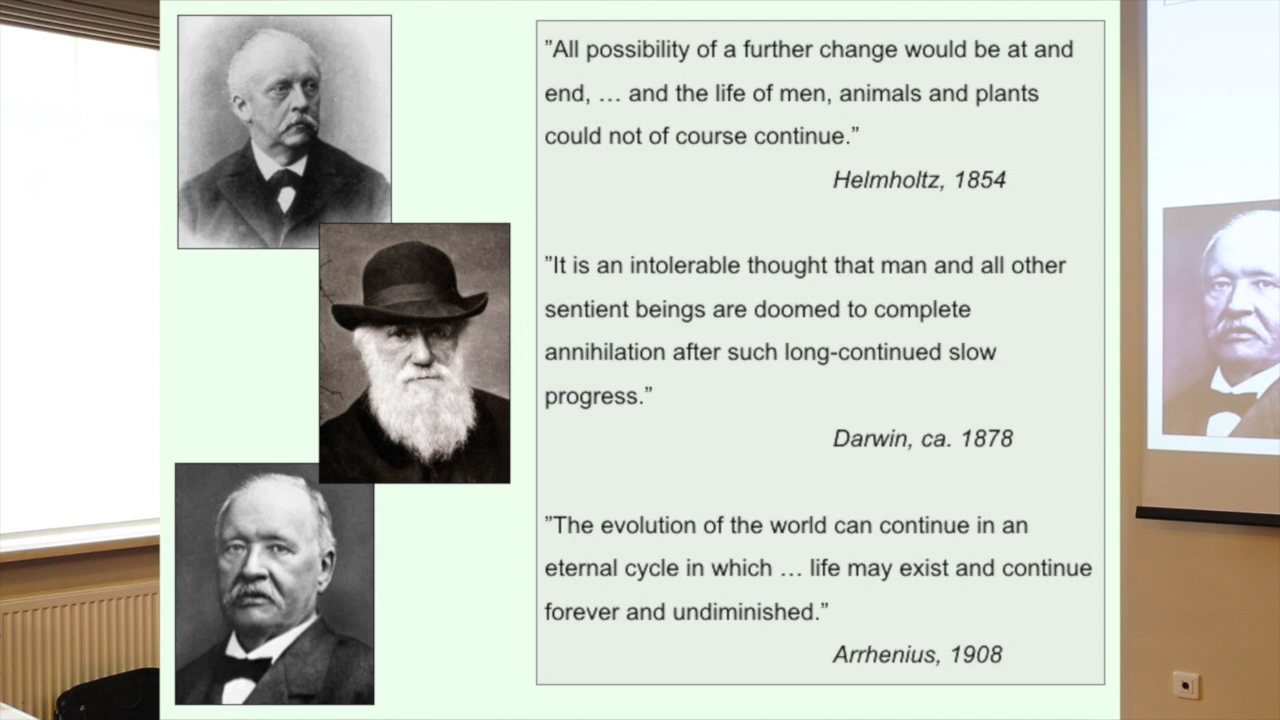 ”All possibility of a further change would be at and
end, … and the life of men, animals and plants
could not of course continue.”
Helmholtz, 1854
”It is an intolerable thought that man and all other
sentient beings are doomed to complete
annihilation after such long-continued slow
progress.”
Darwin, ca. 1878
”The evolution of the world can continue in an
eternal cycle in which … life may exist and continue
forever and undiminished.”
Arrhenius, 1908